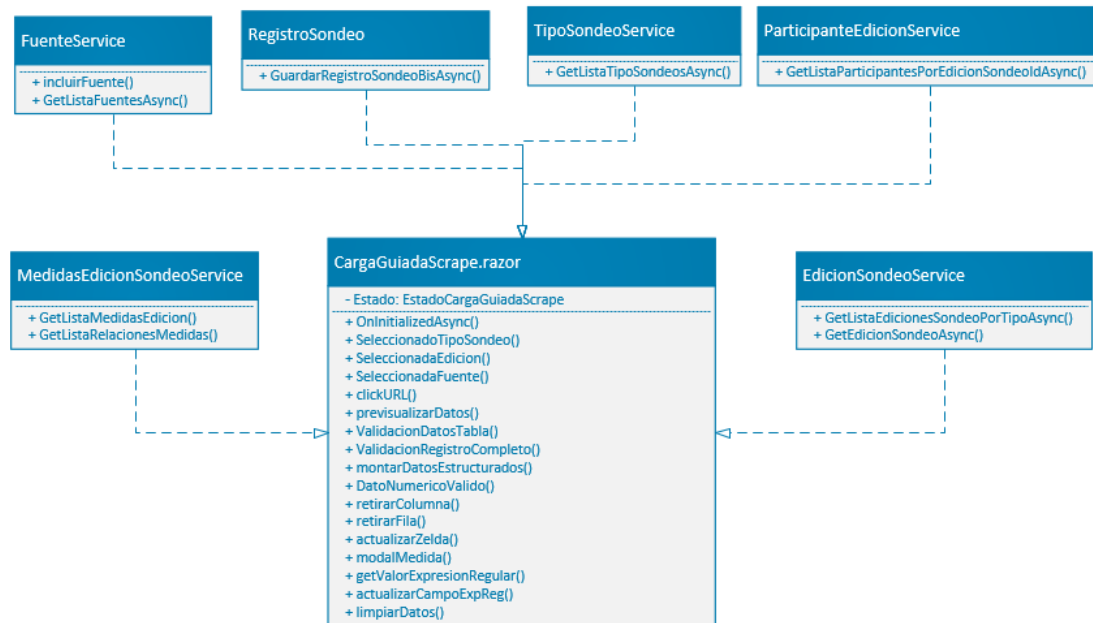 FuenteService
+ incluirFuente()
+ GetListaFuentesAsync()
RegistroSondeo
+ GuardarRegistroSondeoBisAsync()
TipoSondeoService
+ GetListaTipoSondeosAsync()
ParticipanteEdicionService
+ GetListaParticipantesPorEdicionSondeoIdAsync()
MedidasEdicionSondeoService
+ GetListaMedidasEdicion()
+ GetListaRelacionesMedidas()
CargaGuiadaScrape.razor
- Estado: EstadoCargaGuiadaScrape
+ OnInitializedAsync()
+ SeleccionadoTipoSondeo()
+ SeleccionadaEdicion()
+ SeleccionadaFuente()
+ clickURL()
+ previsualizarDatos()
+ ValidacionDatosTabla()
+ ValidacionRegistroCompleto()
+ montarDatosEstructurados()
+ DatoNumericoValido()
+ retirarColumna()
+ retirarFila()
+ actualizarZelda()
+ modalMedida()
+ getValorExpresionRegular()
+ actualizarCampoExpReg()
+ limpiarDatos()
EdicionSondeoService
+ GetListaEdicionesSondeoPorTipoAsync()
+ GetEdicionSondeoAsync()